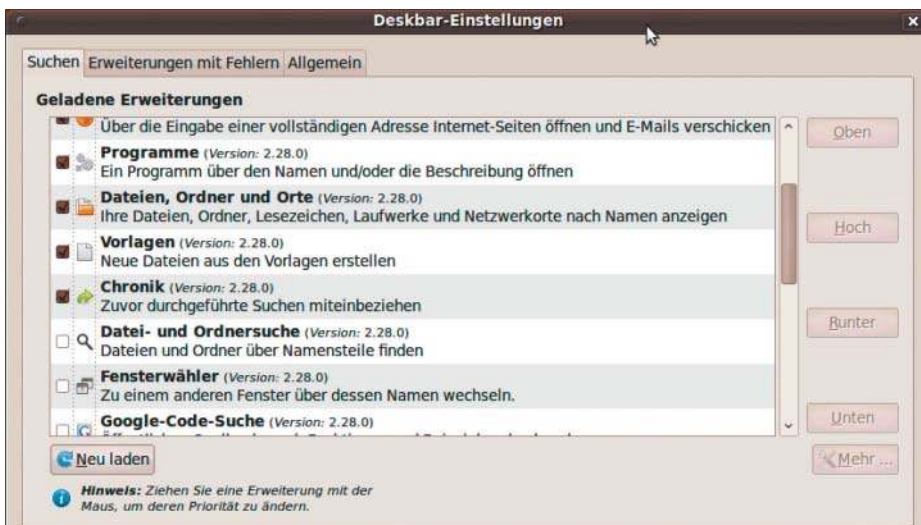 Deskbar-Einstellungen
Suchen Erweiterungen mit Fehlern Allgemein
Geladene Erweiterungen
Über die Eingabe einer vollständigen Adresse Internet-Seiten öffnen und E-Mails verschicken
Oben
Programme (Version: 2.28.0)
Ein Programm über den Namen und/oder die Beschreibung öffnen
Dateien, Ordner und Orte (Version: 2.28.0)
Ihre Dateien, Ordner, Lesezeichen, Laufwerke und Netzwerkorte nach Namen anzeigen
Hoch
Vorlagen (Version: 2.28.0)
Neue Dateien aus den Vorlagen erstellen
Chronik (Version: 2.28.0)
Zuvor durchgeführte Suchen miteinbeziehen
Runter
Datei- und Ordnersuche (Version: 2.28.0)
Dateien und Ordner über Namensteile finden
Fensterwähler (Version: 2.28.0)
Zu einem anderen Fenster über dessen Namen wechseln.
Google-Code-Suche (Version: 2.28.0)
Unten
Neu laden
Mehr ...
Hinweis: Ziehen Sie eine Erweiterung mit der
Maus, um deren Priorität zu ändern.